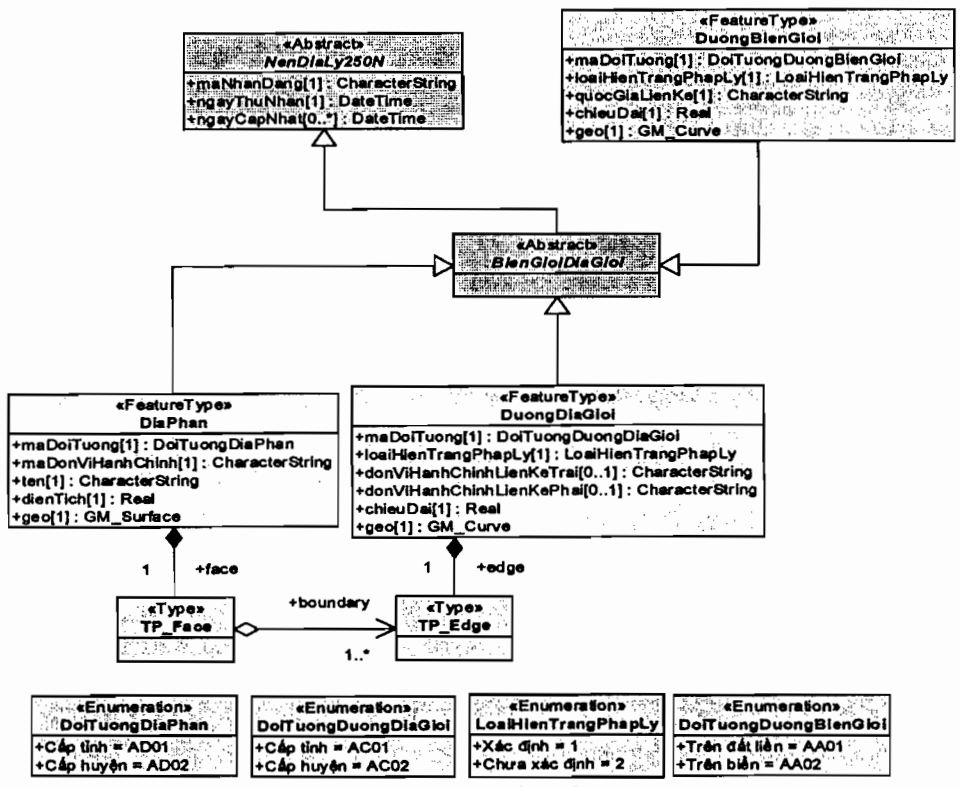 «Abstract»
NenDiaLy250N
+maNhanDang[1] : CharacterString
+ngayThuNhan[1] : DateTime
+ngayCapNhat[0..*] : DateTime
«FeatureType»
DuongBienGioi
+maDoiTuong[1] : DoiTuongDuongBienGioi
+loaiHienTrangPhapLy[1] : LoaiHienTrangPhapLy
+quocGiaLienKe[1] : CharacterString
+chieuDai[1] : Real
+geo[1] : GM_Curve
«Abstract»
BienGioiDiaGioi
«FeatureType»
DiaPhan
+maDoiTuong[1] : DoiTuongDiaPhan
+maDonViHanhChinh[1] : CharacterString
+ten[1] : CharacterString
+dienTich[1] : Real
+geo[1] : GM_Surface
«FeatureType»
DuongDiaGioi
+maDoiTuong[1] : DoiTuongDuongDiaGioi
+loaiHienTrangPhapLy[1] : LoaiHienTrangPhapLy
+donViHanhChinhLienKeTrai[0..1] : CharacterString
+donViHanhChinhLienKePhai[0..1] : CharacterString
+chieuDai[1] : Real
+geo[1] : GM_Curve
1 +face
1 +edge
«Type»
TP_Face
+boundary
1..*
«Type»
TP_Edge
«Enumeration»
DoiTuongDiaPhan
+Cấp tỉnh = AD01
+Cấp huyện = AD02
«Enumeration»
DoiTuongDuongDiaGioi
+Cấp tỉnh = AC01
+Cấp huyện = AC02
«Enumeration»
LoaiHienTrangPhapLy
+Xác định = 1
+Chưa xác định = 2
«Enumeration»
DoiTuongDuongBienGioi
+Trên đất liền = AA01
+Trên biển = AA02